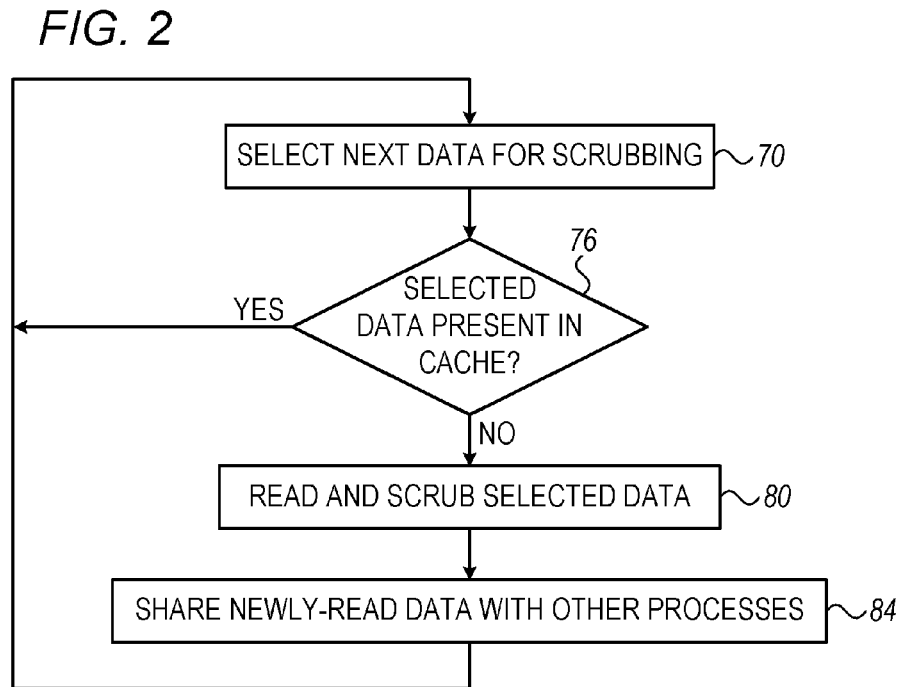 FIG. 2
SELECT NEXT DATA FOR SCRUBBING
70
76
SELECTED
DATA PRESENT IN
CACHE?
YES
NO
READ AND SCRUB SELECTED DATA
80
SHARE NEWLY-READ DATA WITH OTHER PROCESSES
84